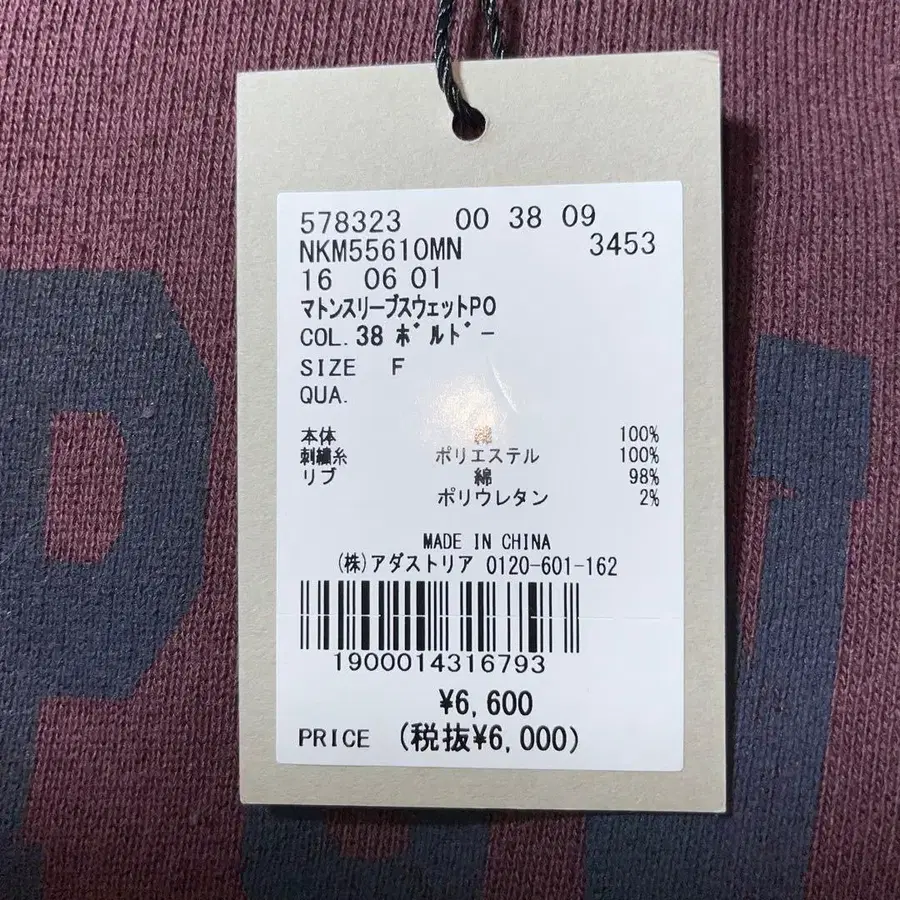 578323 00 38 09
NKM55610MN 3453
16 06 01
マトンスリーブスウェットPO
COL.38 ボルドー
SIZE F
QUA.
本体 綿 100%
刺繍糸 ポリエステル 100%
リブ 綿 98%
ポリウレタン 2%
MADE IN CHINA
(株)アダストリア 0120-601-162
1900014316793
¥6,600
PRICE (税抜¥6,000)